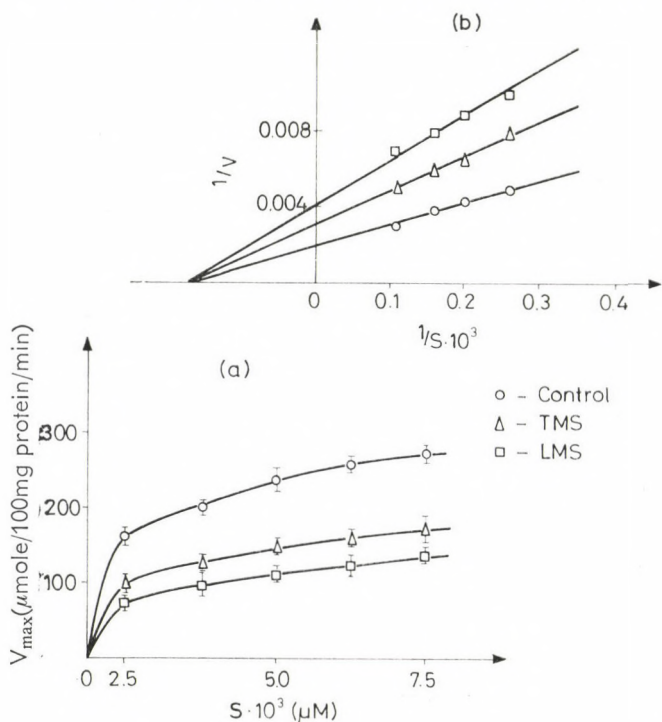 (b)
1/V
0.008
0.004
0
0.1
0.2
0.3
0.4
1/S·10³
(a)
V_max (µmole/100mg protein/min)
300
200
100
0
2.5
5.0
7.5
S·10³ (µM)
○ – Control
△ – TMS
□ – LMS